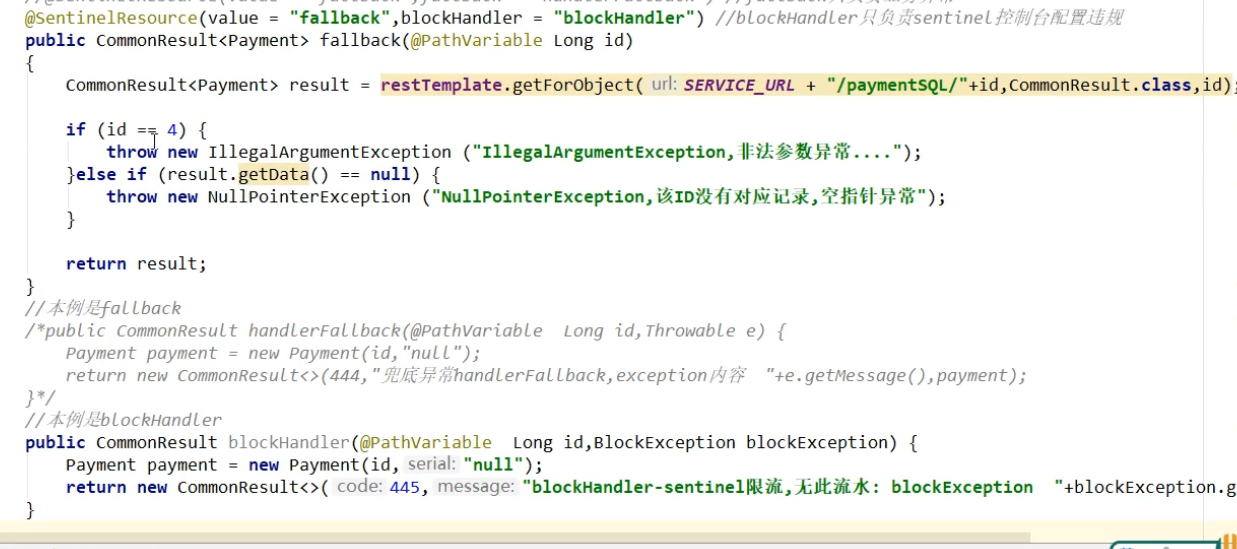 @SentinelResource(value = "fallback",blockHandler = "blockHandler") //blockHandler只负责sentinel控制台配置违规
public CommonResult<Payment> fallback(@PathVariable Long id)
{
CommonResult<Payment> result = restTemplate.getForObject( url: SERVICE_URL + "/paymentSQL/"+id,CommonResult.class,id);
if (id == 4) {
throw new IllegalArgumentException ("IllegalArgumentException,非法参数异常....");
}else if (result.getData() == null) {
throw new NullPointerException ("NullPointerException,该ID没有对应记录,空指针异常");
}
return result;
}
//本例是fallback
/*public CommonResult handlerFallback(@PathVariable  Long id,Throwable e) {
Payment payment = new Payment(id,"null");
return new CommonResult<>(444,"兜底异常handlerFallback,exception内容  "+e.getMessage(),payment);
}*/
//本例是blockHandler
public CommonResult blockHandler(@PathVariable  Long id,BlockException blockException) {
Payment payment = new Payment(id, serial: "null");
return new CommonResult<>( code: 445, message: "blockHandler-sentinel限流,无此流水: blockException  "+blockException.g
}